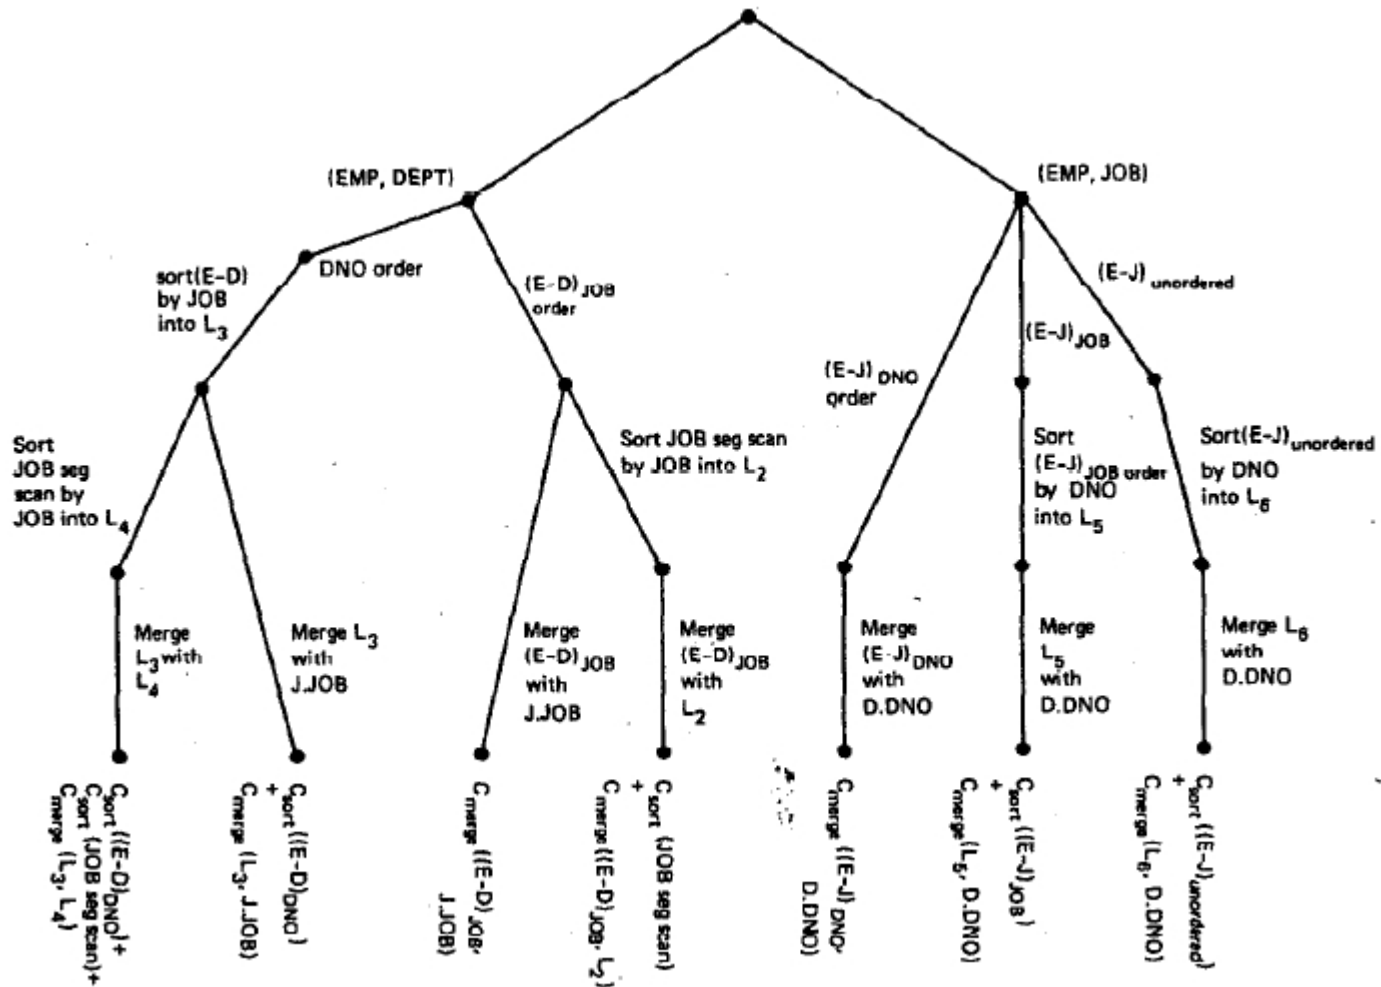 (EMP, DEPT)
(EMP, JOB)
sort(E-D)
by JOB
into L3
DNO order
(E-D)JOB
order
(E-J)unordered
(E-J)JOB
(E-J)DNO
order
Sort
JOB seg
scan by
JOB into L4
Sort JOB seg scan
by JOB into L2
Sort
(E-J)JOB order
by DNO
into L5
Sort(E-J)unordered
by DNO
into L6
Merge
L3 with
L4
Merge L3
with
J.JOB
Merge
(E-D)JOB
with
J.JOB
Merge
(E-D)JOB
with
L2
Merge
(E-J)DNO
with
D.DNO
Merge
L5
with
D.DNO
Merge L6
with
D.DNO
Csort((E-D)DNO)+
Csort(JOB seg scan)+
Cmerge(L3, L4)
Csort((E-D)DNO)
+
Cmerge(L3, J.JOB)
Cmerge((E-D)JOB,
J.JOB)
Csort(JOB seg scan)
+
Cmerge((E-D)JOB, L2)
Cmerge((E-J)DNO,
D.DNO)
Csort((E-J)JOB)
+
Cmerge(L5, D.DNO)
Csort((E-J)unordered)
+
Cmerge(L6, D.DNO)